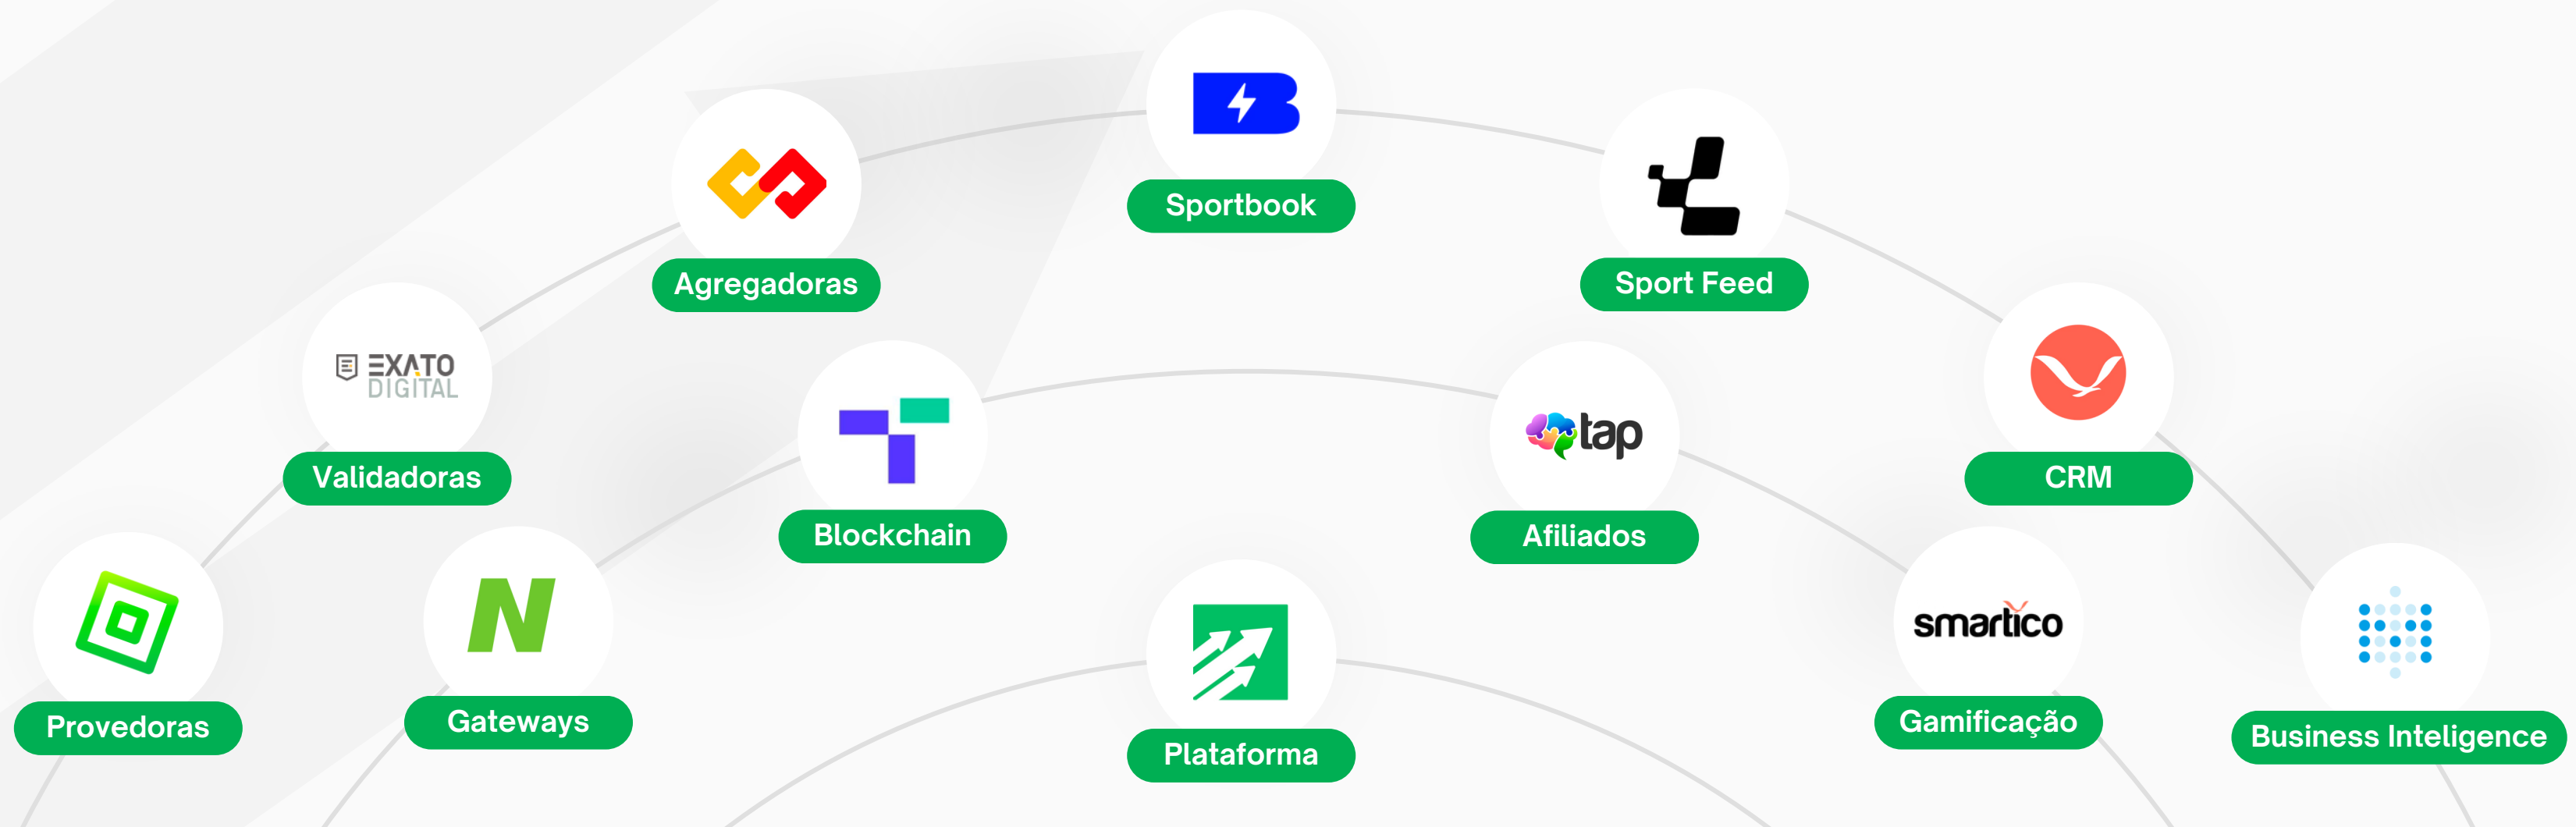 Sportbook
Agregadoras
Sport Feed
EXATO
DIGITAL
Validadoras
CRM
Blockchain
tap
Afiliados
Provedoras
N
Gateways
Plataforma
smartico
Gamificação
Business Inteligence